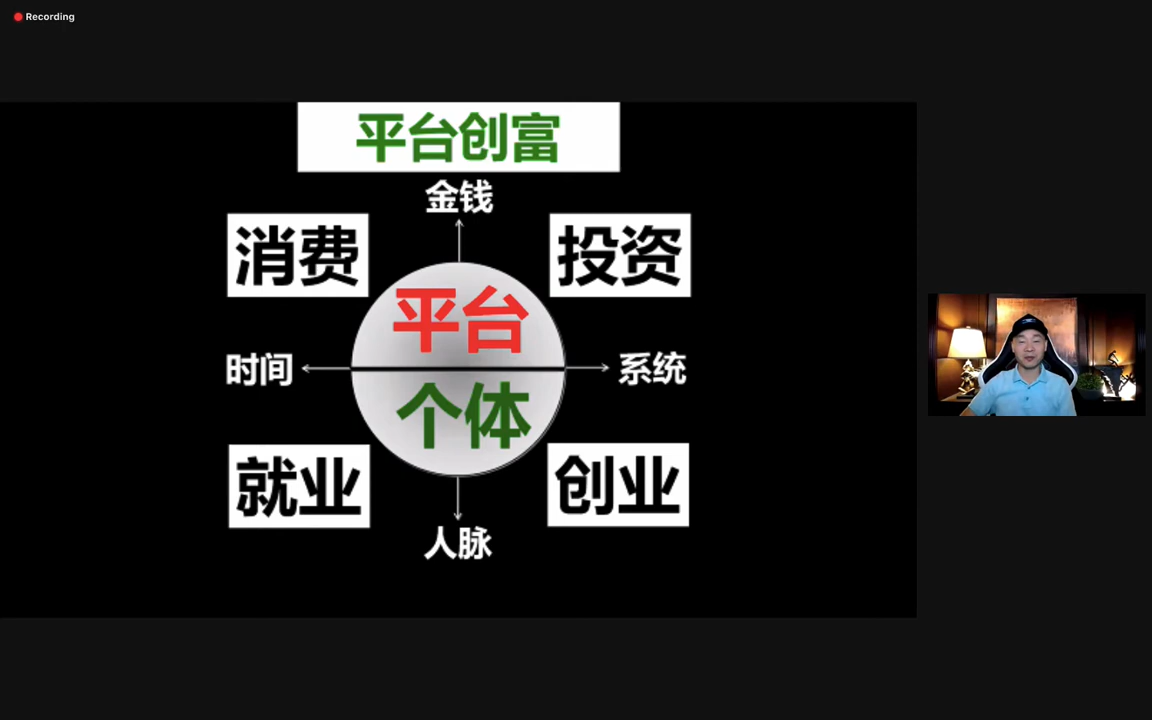 Recording
平台创富
金钱
消费
投资
平台
时间
系统
个体
就业
创业
人脉